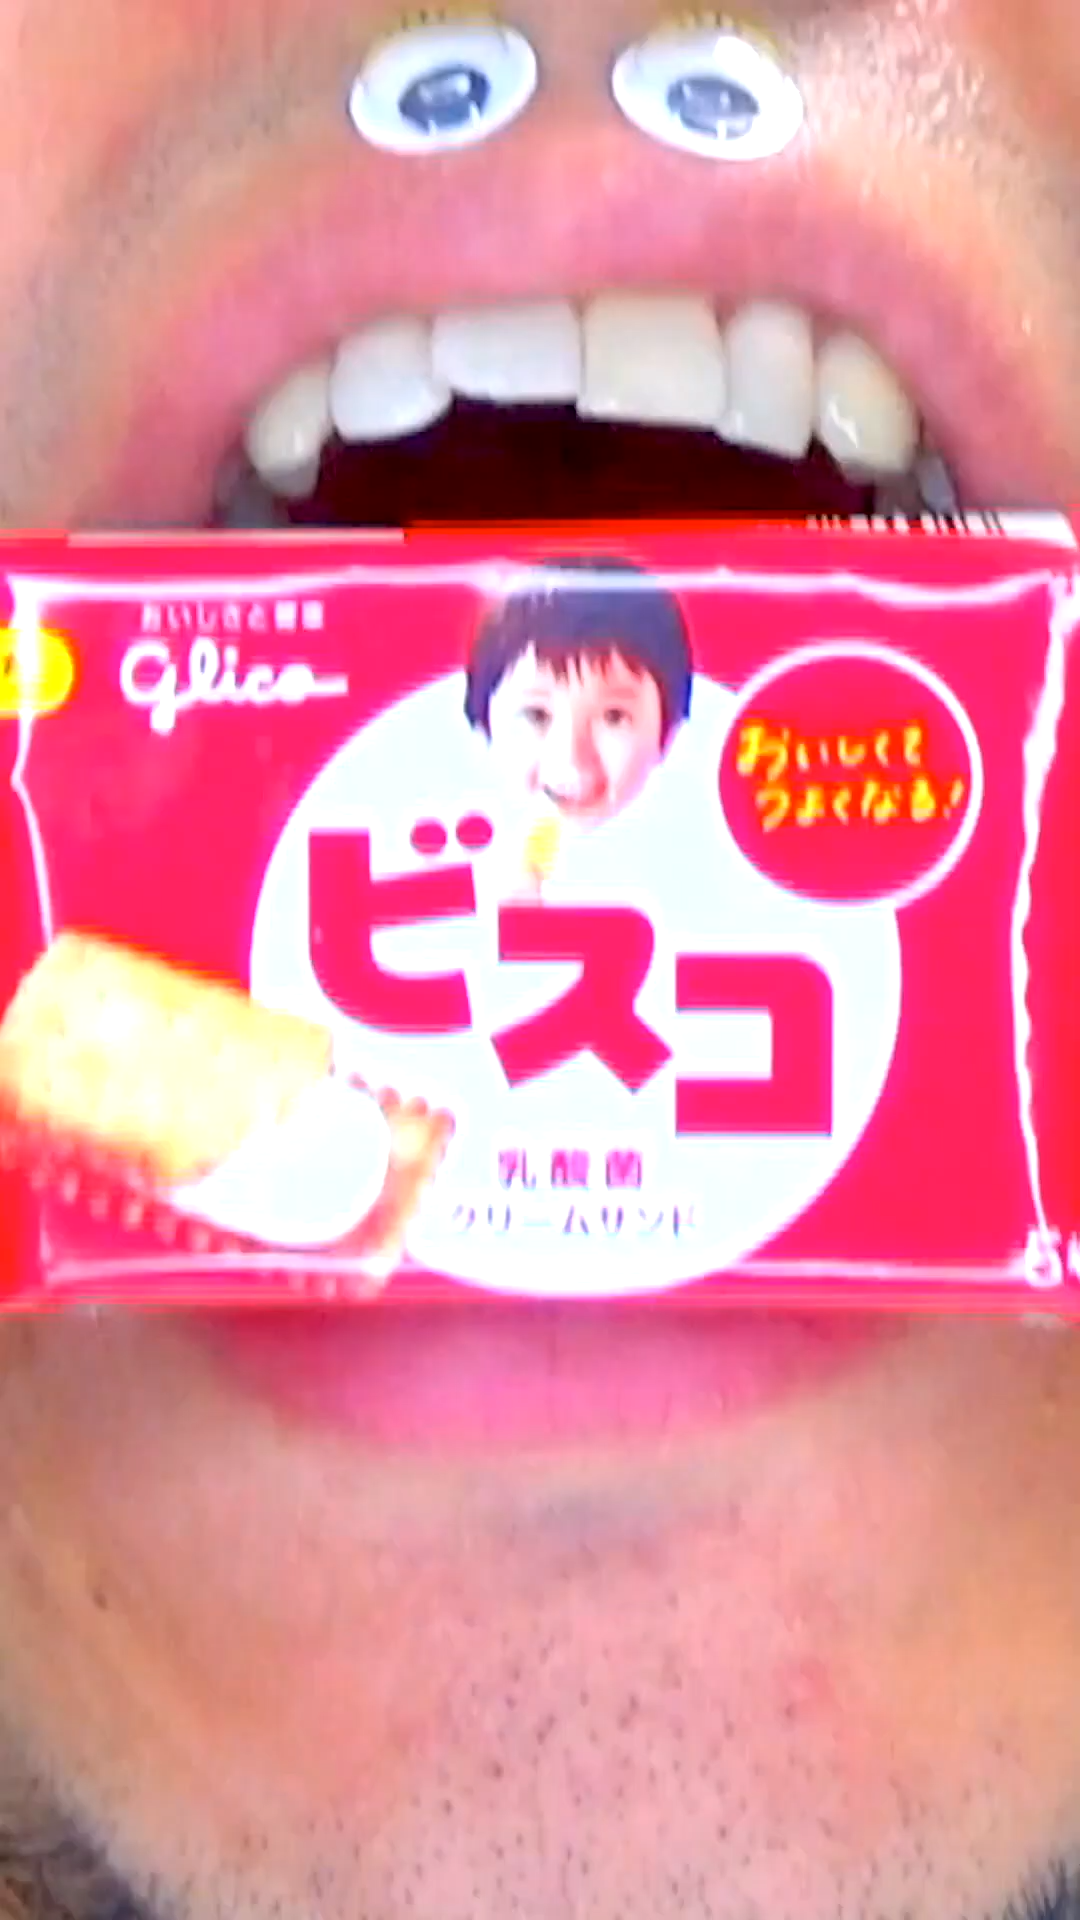 おいしさと健康
glico
おいしくて
つよくなる!
ビスコ
乳酸菌
クリームサンド